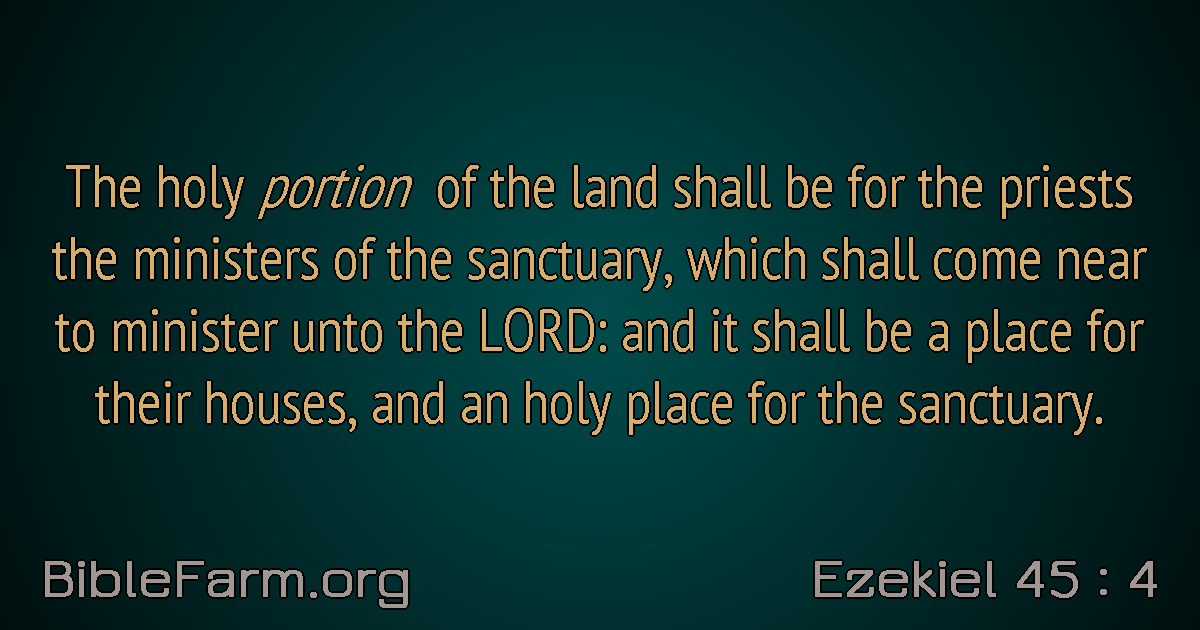 The holy portion of the land shall be for the priests
the ministers of the sanctuary, which shall come near
to minister unto the LORD: and it shall be a place for
their houses, and an holy place for the sanctuary.
BibleFarm.org
Ezekiel 45 : 4